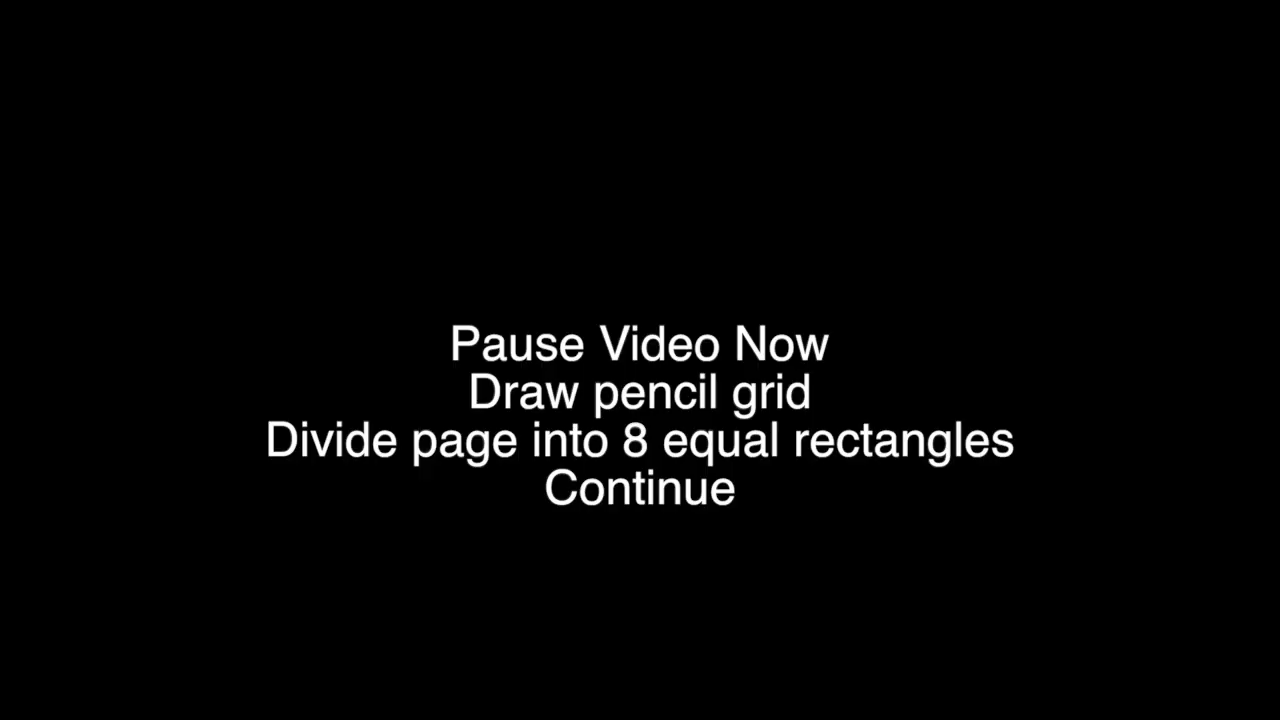 Pause Video Now
Draw pencil grid
Divide page into 8 equal rectangles
Continue